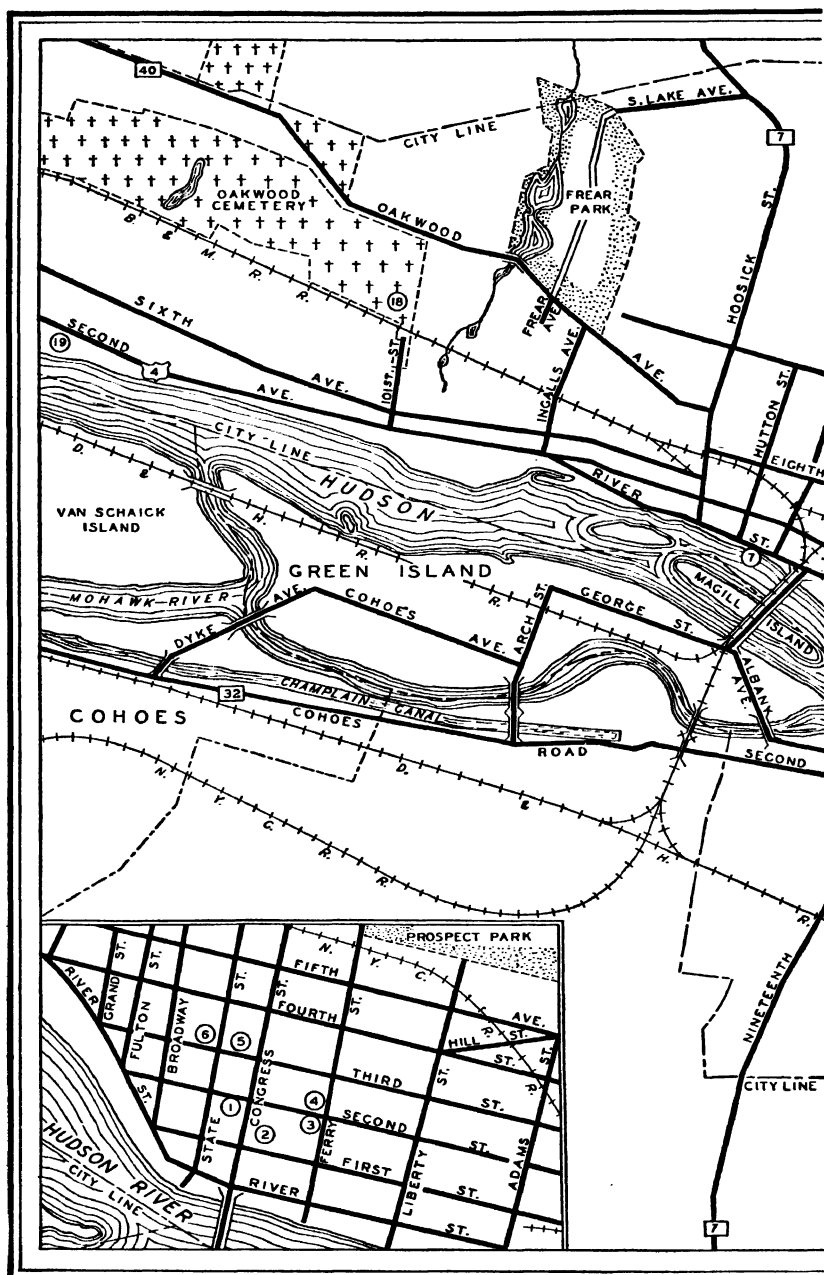 40
S. LAKE AVE.
CITY LINE
7
FREAR
PARK
OAKWOOD
CEMETERY
OAKWOOD
AVE.
B. & M. R. R.
HOOSICK ST.
SIXTH
AVE.
18
FREAR
AVE.
19
SECOND
AVE.
4
101ST. ST.
INGALLS AVE.
HUTTON ST.
EIGHTH
CITY LINE
HUDSON
RIVER
ST.
D. & H. R. R.
VAN SCHAICK
ISLAND
7
GREEN ISLAND
MAGILL
ISLAND
MOHAWK RIVER
DYKE
AVE.
COHOES
AVE.
ARCH ST.
GEORGE
ST.
ALBANY
AVE.
32
CHAMPLAIN CANAL
COHOES
COHOES
ROAD
SECOND
D. & H. R.
N. Y. C. R. R.
NINETEENTH
CITY LINE
7
PROSPECT PARK
N. Y. C. R. R.
RIVER
ST.
GRAND
ST.
FULTON
ST.
BROADWAY
ST.
ST.
ST.
FIFTH
AVE.
FOURTH
ST.
HILL ST.
6
5
CONGRESS
THIRD
ST.
ST.
ST.
1
4
SECOND
ST.
2
3
STATE
FERRY
FIRST
ST.
LIBERTY
ADAMS
HUDSON RIVER
CITY LINE
RIVER
ST.